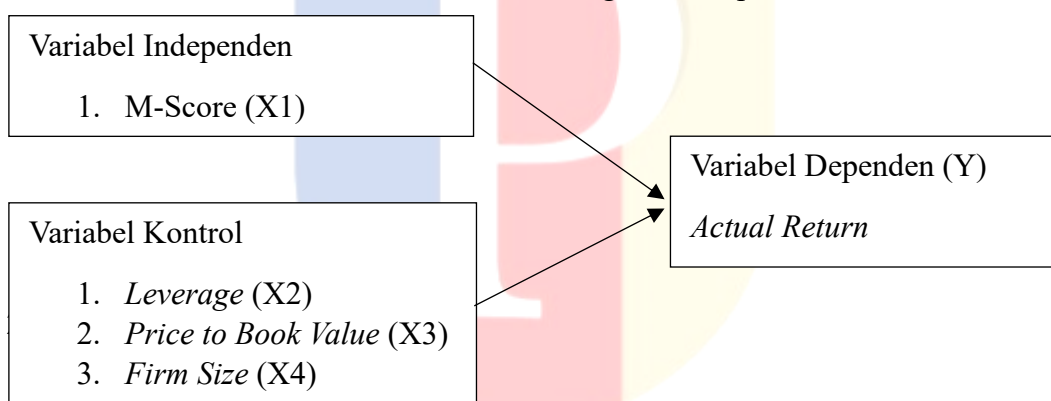 Variabel Independen
1. M-Score (X1)
Variabel Dependen (Y)
Actual Return
Variabel Kontrol
1. Leverage (X2)
2. Price to Book Value (X3)
3. Firm Size (X4)